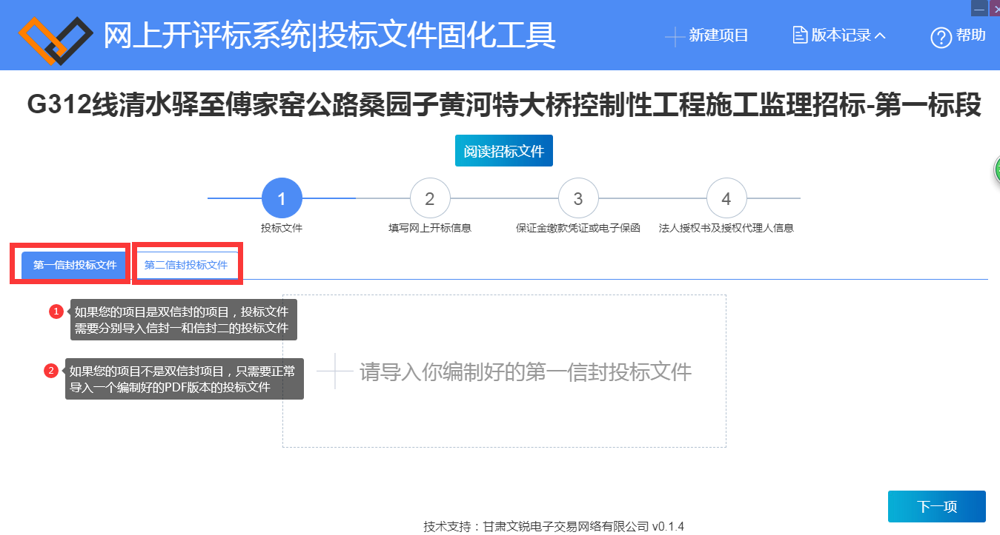 网上开评标系统|投标文件固化工具
新建项目
版本记录
帮助
G312线清水驿至傅家窑公路桑园子黄河特大桥控制性工程施工监理招标-第一标段
阅读招标文件
1
2
3
4
投标文件
填写网上开标信息
保证金缴款凭证或电子保函
法人授权书及授权代理人信息
第一信封投标文件
第二信封投标文件
1
如果您的项目是双信封的项目，投标文件
需要分别导入信封一和信封二的投标文件
2
如果您的项目不是双信封项目，只需要正常
导入一个编制好的PDF版本的投标文件
请导入你编制好的第一信封投标文件
下一项
技术支持：甘肃文锐电子交易网络有限公司 v0.1.4